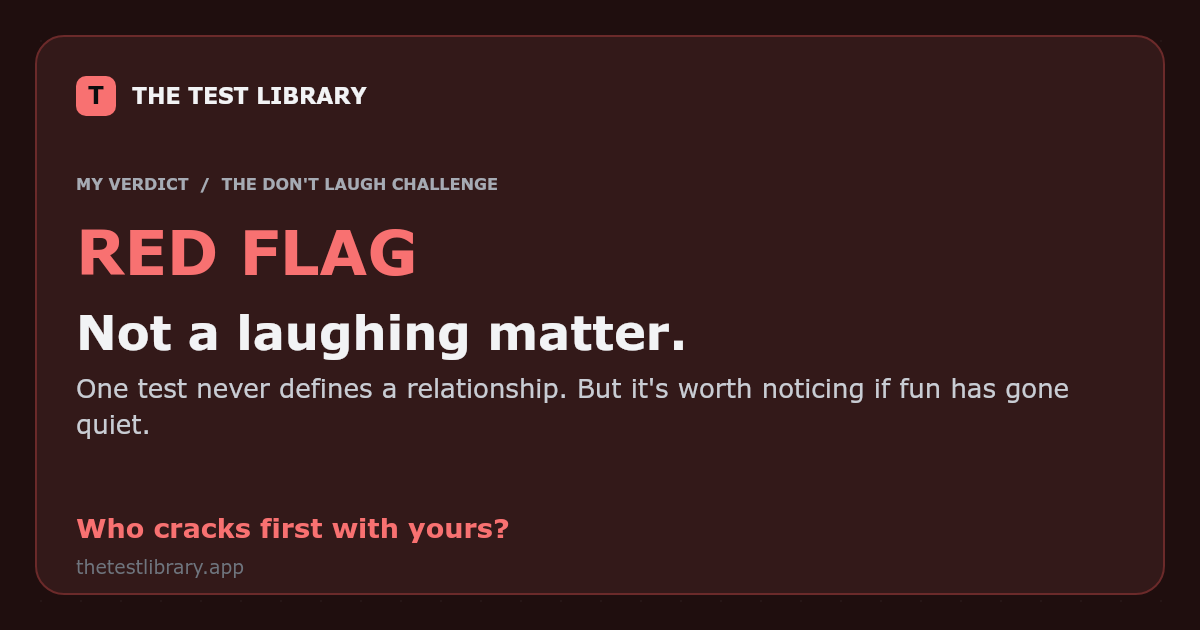 T THE TEST LIBRARY
MY VERDICT / THE DON'T LAUGH CHALLENGE
RED FLAG
Not a laughing matter.
One test never defines a relationship. But it's worth noticing if fun has gone
quiet.
Who cracks first with yours?
thetestlibrary.app